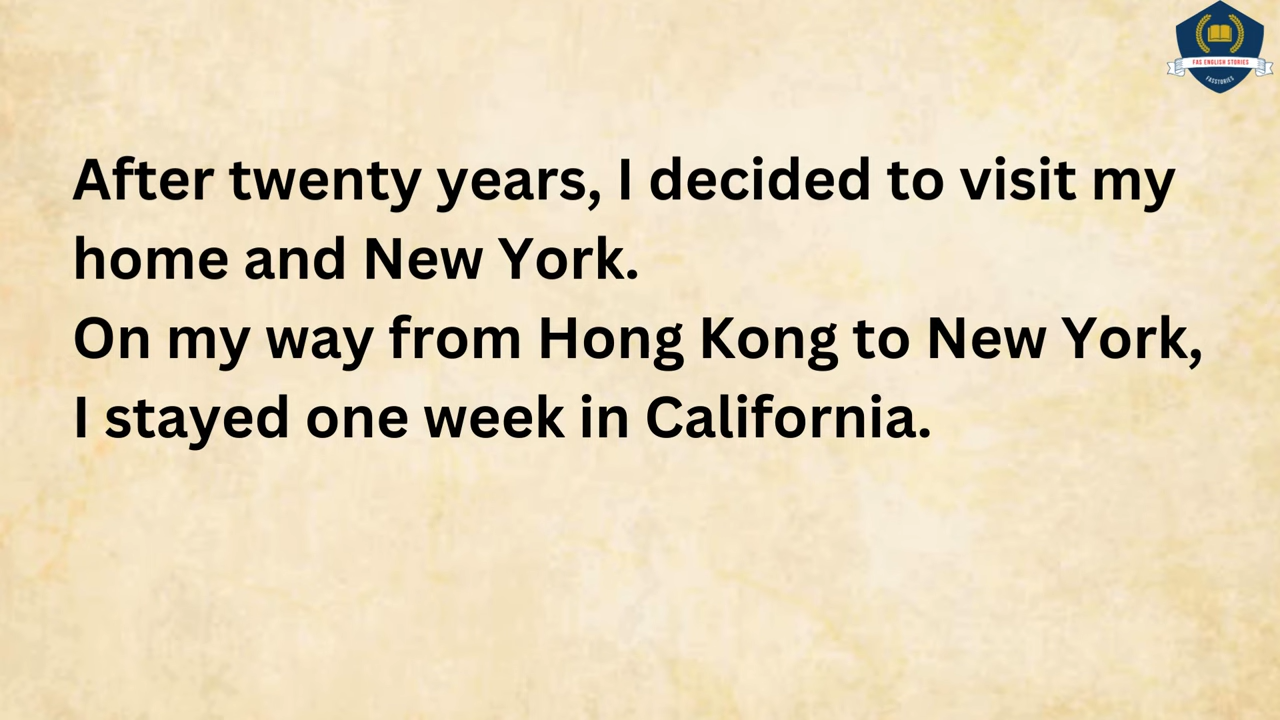 FAS ENGLISH STORIES
FASSTORIES
After twenty years, I decided to visit my
home and New York.
On my way from Hong Kong to New York,
I stayed one week in California.